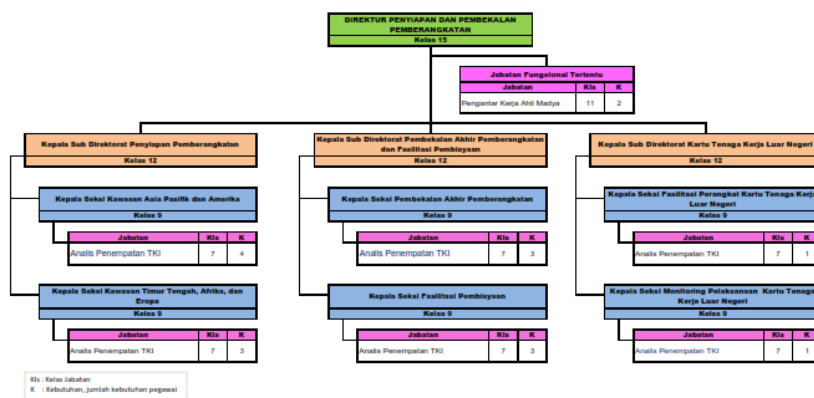 DIREKTUR PENYIAPAN DAN PEMBEKALAN
PEMBERANGKATAN
Kelas 15
Jabatan Fungsional Tertentu
Jabatan Kls K
Pengantar Kerja Ahli Madya 11 2
Kepala Sub Direktorat Penyiapan Pemberangkatan
Kelas 12
Kepala Sub Direktorat Pembekalan Akhir Pemberangkatan
dan Fasilitasi Pembiayaan
Kelas 12
Kepala Sub Direktorat Kartu Tenaga Kerja Luar Negeri
Kelas 12
Kepala Seksi Kawasan Asia Pasifik dan Amerika
Kelas 9
Jabatan Kls K
Analis Penempatan TKI 7 4
Kepala Seksi Pembekalan Akhir Pemberangkatan
Kelas 9
Jabatan Kls K
Analis Penempatan TKI 7 3
Kepala Seksi Fasilitasi Perangkat Kartu Tenaga Kerja
Luar Negeri
Kelas 9
Jabatan Kls K
Analis Penempatan TKI 7 1
Kepala Seksi Kawasan Timur Tengah, Afrika, dan
Eropa
Kelas 9
Jabatan Kls K
Analis Penempatan TKI 7 3
Kepala Seksi Fasilitasi Pembiayaan
Kelas 9
Jabatan Kls K
Analis Penempatan TKI 7 3
Kepala Seksi Monitoring Pelaksanaan Kartu Tenaga
Kerja Luar Negeri
Kelas 9
Jabatan Kls K
Analis Penempatan TKI 7 1
Kls : Kelas Jabatan
K : Kebutuhan, jumlah kebutuhan pegawai